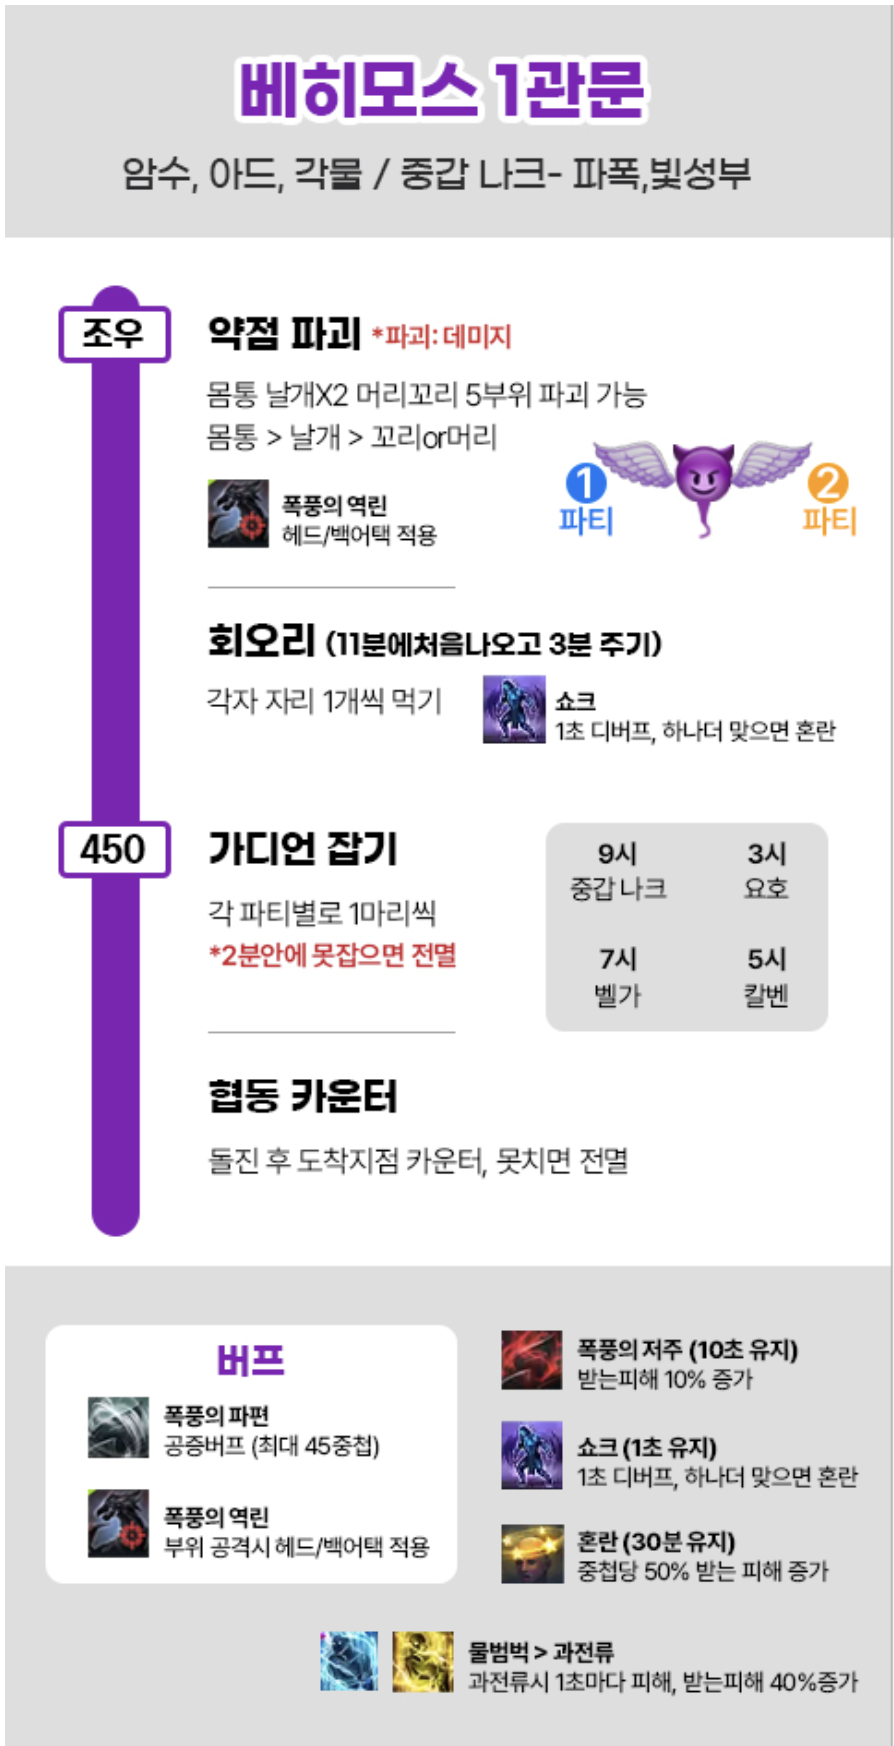 베히모스 1관문
암수, 아드, 각물 / 중갑 나크- 파폭,빛성부
조우
약점 파괴 *파괴: 데미지
몸통 날개X2 머리꼬리 5부위 파괴 가능
몸통 > 날개 > 꼬리or머리
폭풍의 역린
헤드/백어택 적용
1
파티
2
파티
회오리 (11분에처음나오고 3분 주기)
각자 자리 1개씩 먹기
쇼크
1초 디버프, 하나더 맞으면 혼란
450
가디언 잡기
각 파티별로 1마리씩
*2분안에 못잡으면 전멸
9시
중갑 나크
3시
요호
7시
벨가
5시
칼벤
협동 카운터
돌진 후 도착지점 카운터, 못치면 전멸
버프
폭풍의 파편
공증버프 (최대 45중첩)
폭풍의 역린
부위 공격시 헤드/백어택 적용
폭풍의 저주 (10초 유지)
받는피해 10% 증가
쇼크 (1초 유지)
1초 디버프, 하나더 맞으면 혼란
혼란 (30분 유지)
중첩당 50% 받는 피해 증가
물범벅 > 과전류
과전류시 1초마다 피해, 받는피해 40%증가